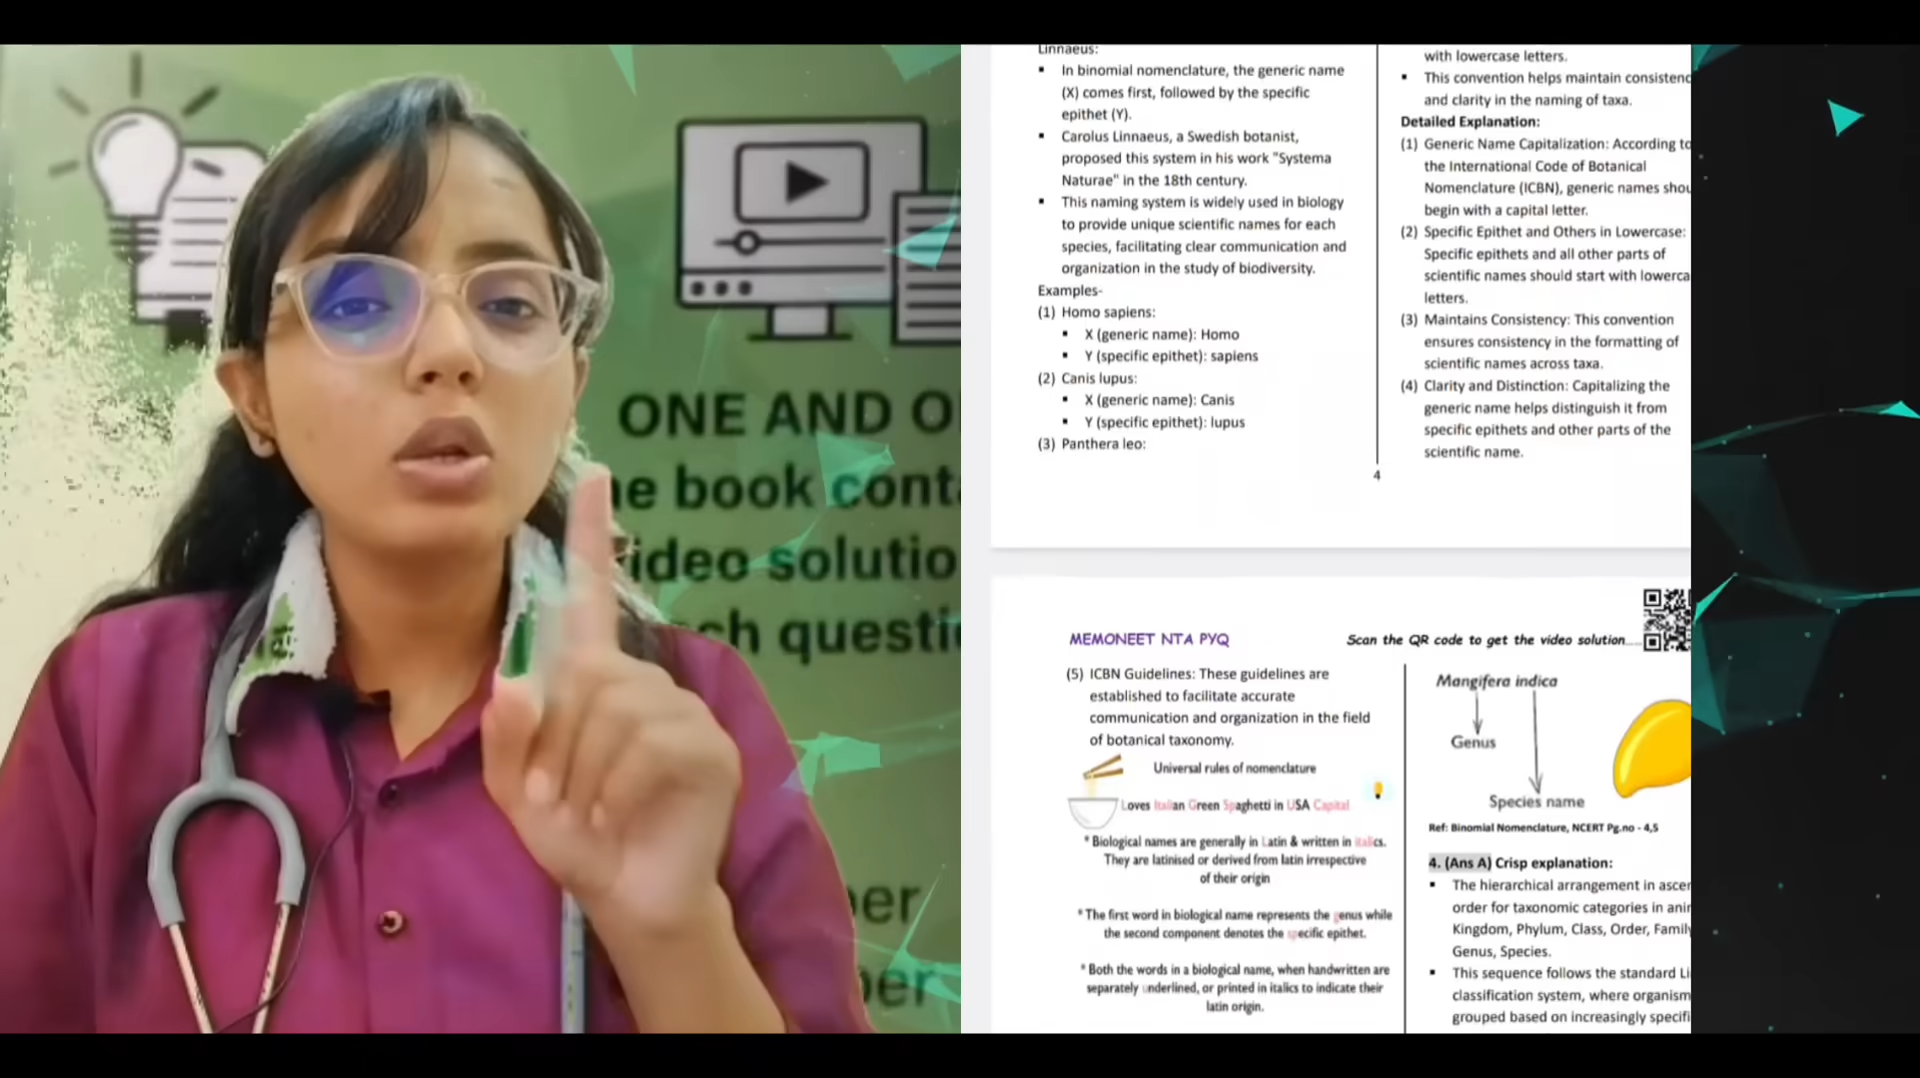 ONE AND O
e book cont
ideo solutio
ch questi
er
er
Linnaeus:
▪ In binomial nomenclature, the generic name
(X) comes first, followed by the specific
epithet (Y).
▪ Carolus Linnaeus, a Swedish botanist,
proposed this system in his work "Systema
Naturae" in the 18th century.
▪ This naming system is widely used in biology
to provide unique scientific names for each
species, facilitating clear communication and
organization in the study of biodiversity.
Examples-
(1) Homo sapiens:
▪ X (generic name): Homo
▪ Y (specific epithet): sapiens
(2) Canis lupus:
▪ X (generic name): Canis
▪ Y (specific epithet): lupus
(3) Panthera leo:
with lowercase letters.
▪ This convention helps maintain consistenc
and clarity in the naming of taxa.
Detailed Explanation:
(1) Generic Name Capitalization: According to
the International Code of Botanical
Nomenclature (ICBN), generic names shou
begin with a capital letter.
(2) Specific Epithet and Others in Lowercase:
Specific epithets and all other parts of
scientific names should start with lowerca
letters.
(3) Maintains Consistency: This convention
ensures consistency in the formatting of
scientific names across taxa.
(4) Clarity and Distinction: Capitalizing the
generic name helps distinguish it from
specific epithets and other parts of the
scientific name.
4
MEMONEET NTA PYQ
Scan the QR code to get the video solution.....
(5) ICBN Guidelines: These guidelines are
established to facilitate accurate
communication and organization in the field
of botanical taxonomy.
Universal rules of nomenclature
Loves Italian Green Spaghetti in USA Capital
* Biological names are generally in Latin & written in italics.
They are latinised or derived from latin irrespective
of their origin
* The first word in biological name represents the genus while
the second component denotes the specific epithet.
* Both the words in a biological name, when handwritten are
separately underlined, or printed in italics to indicate their
latin origin.
Mangifera indica
Genus
Species name
Ref: Binomial Nomenclature, NCERT Pg.no - 4,5
4. (Ans A) Crisp explanation:
▪ The hierarchical arrangement in ascer
order for taxonomic categories in anir
Kingdom, Phylum, Class, Order, Family
Genus, Species.
▪ This sequence follows the standard Li
classification system, where organism
grouped based on increasingly specifi